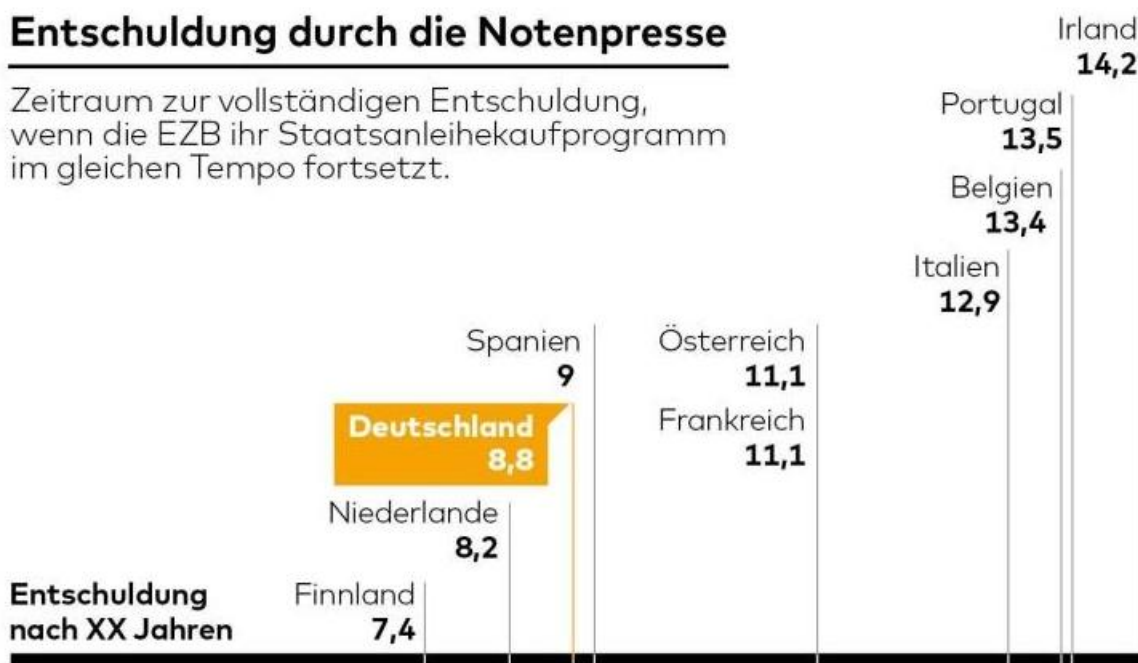 Entschuldung durch die Notenpresse
Zeitraum zur vollständigen Entschuldung,
wenn die EZB ihr Staatsanleihekaufprogramm
im gleichen Tempo fortsetzt.
Irland
14,2
Portugal
13,5
Belgien
13,4
Italien
12,9
Spanien
9
Österreich
11,1
Deutschland
8,8
Frankreich
11,1
Niederlande
8,2
Entschuldung
nach XX Jahren
Finnland
7,4